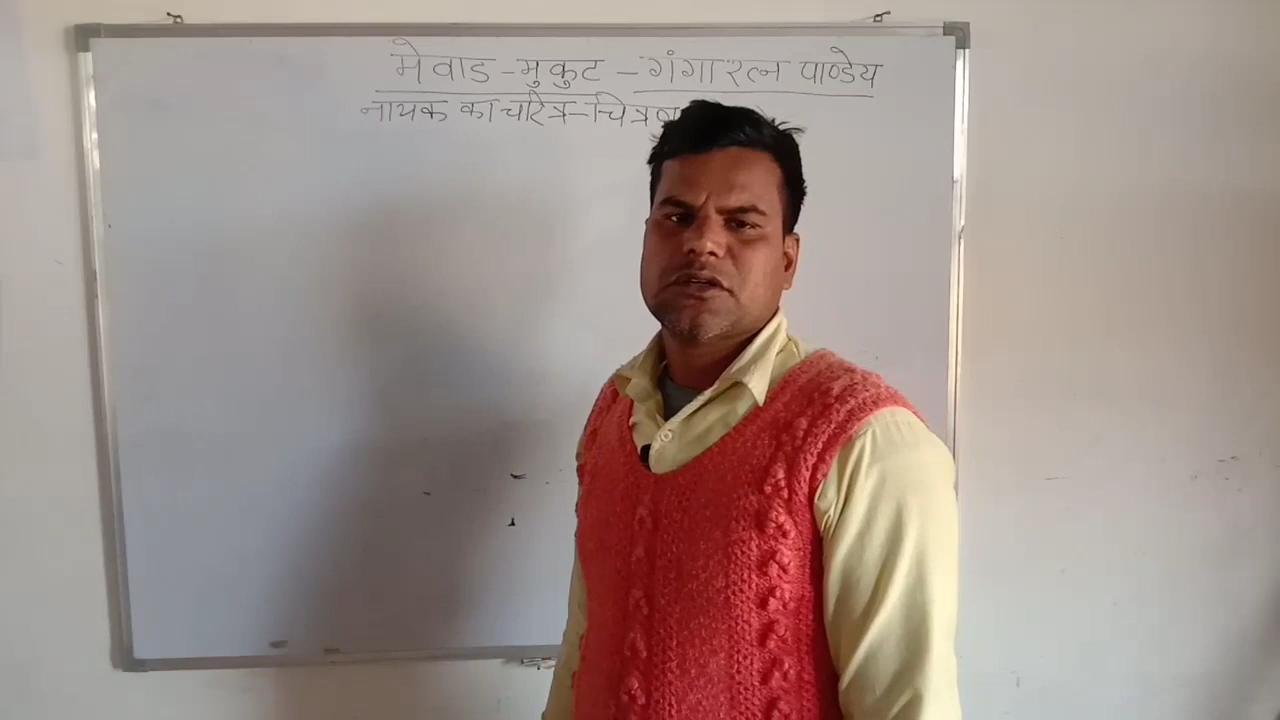 मेवाड-मुकुट - गंगारत्न पाण्डेय
नायक का चरित्र-चित्रण